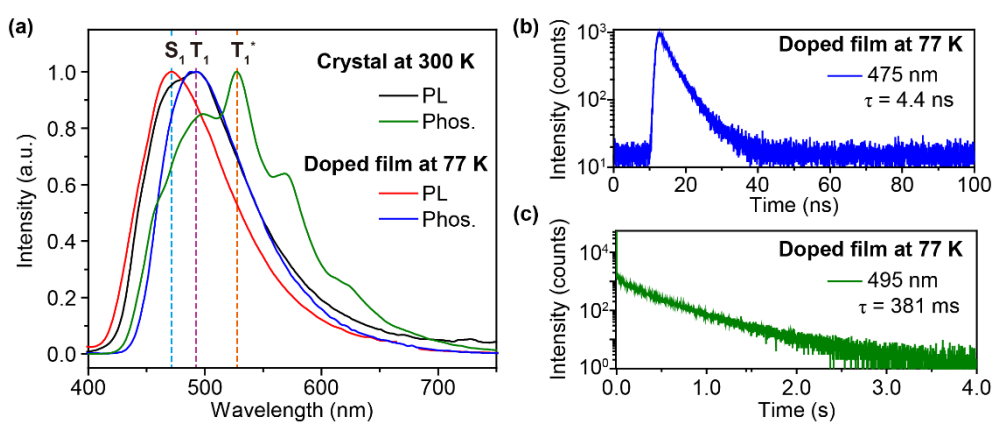 (a)
S₁ T₁ T₁*
Crystal at 300 K
PL
Phos.
Doped film at 77 K
PL
Phos.
Intensity (a.u.)
1.0
0.8
0.6
0.4
0.2
0.0
400 500 600 700
Wavelength (nm)
(b)
Doped film at 77 K
475 nm
τ = 4.4 ns
Intensity (counts)
10³
10²
10¹
0 20 40 60 80 100
Time (ns)
(c)
Doped film at 77 K
495 nm
τ = 381 ms
Intensity (counts)
10⁴
10²
10⁰
0.0 1.0 2.0 3.0 4.0
Time (s)